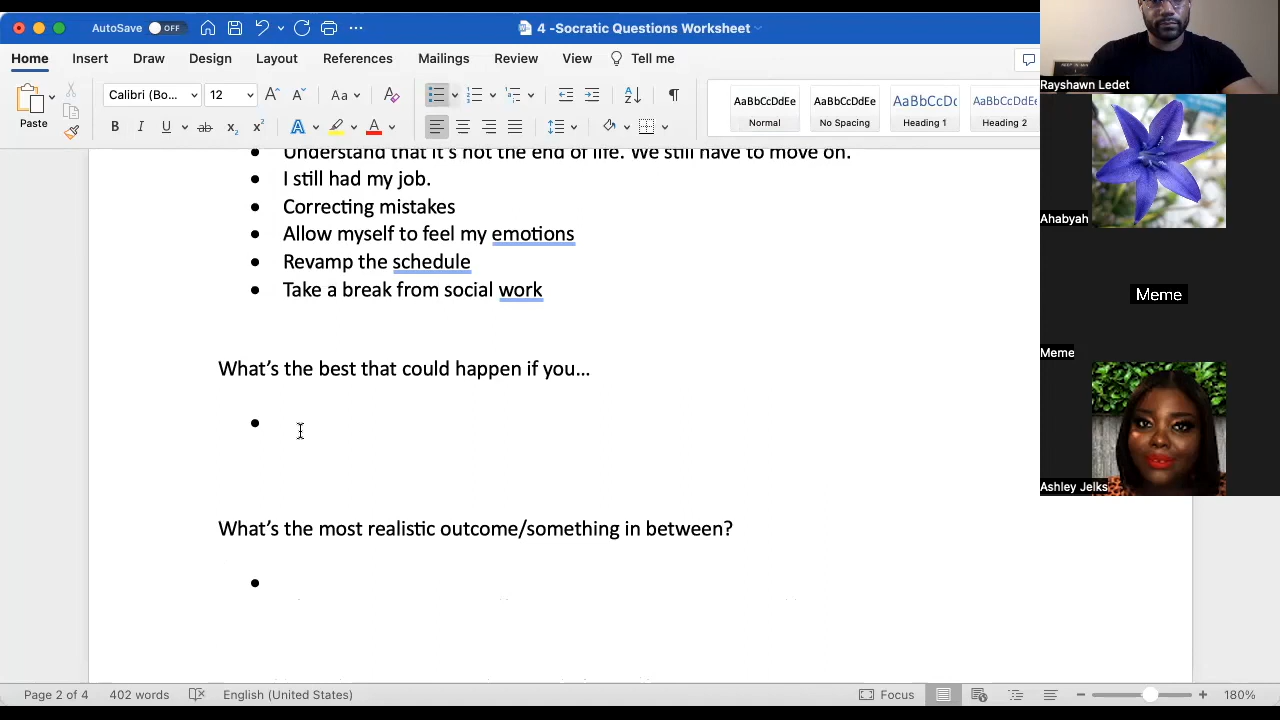 AutoSave OFF
4 -Socratic Questions Worksheet
Home Insert Draw Design Layout References Mailings Review View Tell me
Paste
Calibri (Bo... 12
B I U ab x₂ x²
AaBbCcDdEe
Normal
AaBbCcDdEe
No Spacing
AaBbCcDc
Heading 1
AaBbCcDdE
Heading 2
Understand that it's not the end of life. We still have to move on.
I still had my job.
Correcting mistakes
Allow myself to feel my emotions
Revamp the schedule
Take a break from social work
What's the best that could happen if you...
What's the most realistic outcome/something in between?
Page 2 of 4 402 words English (United States) Focus 180%
Rayshawn Ledet
Ahabyah
Meme
Meme
Ashley Jelks